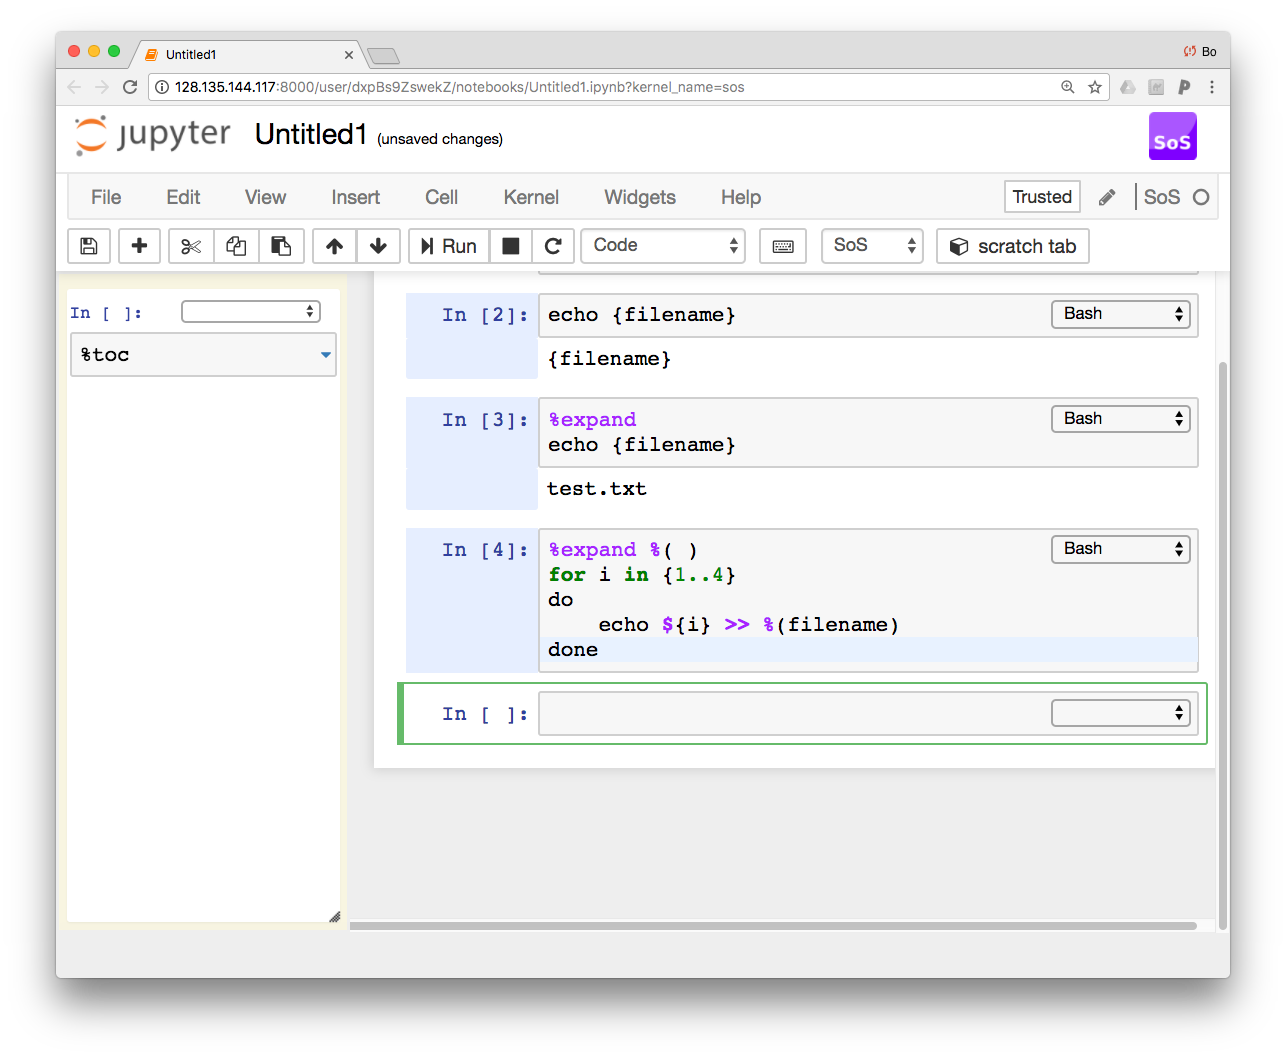 Untitled1
Bo
128.135.144.117:8000/user/dxpBs9ZswekZ/notebooks/Untitled1.ipynb?kernel_name=sos
jupyter Untitled1 (unsaved changes)
SoS
File Edit View Insert Cell Kernel Widgets Help Trusted SoS
Run Code SoS scratch tab
In [ ]:
%toc
In [2]: echo {filename} Bash
{filename}
In [3]: %expand Bash
echo {filename}
test.txt
In [4]: %expand %( ) Bash
for i in {1..4}
do
echo ${i} >> %(filename)
done
In [ ]: